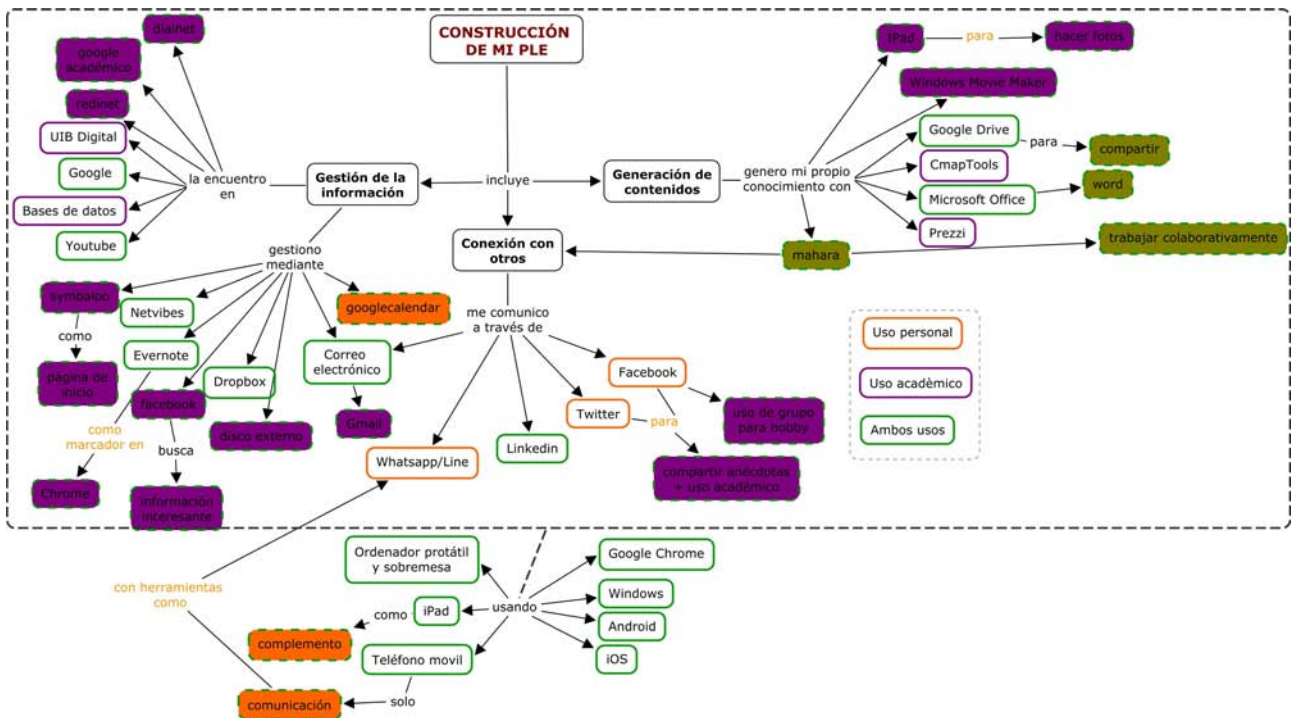 CONSTRUCCIÓN
DE MI PLE
incluye
Gestión de la
información
la encuentro
en
dialnet
google
académico
redinet
UIB Digital
Google
Bases de datos
Youtube
gestiono
mediante
symbaloo
como
pagina de
inicio
Netvibes
Evernote
como
marcador en
Chrome
facebook
busca
información
interesante
Dropbox
disco externo
Correo
electrónico
Gmail
googlecalendar
Conexión con
otros
me comunico
a través de
Whatsapp/Line
Linkedin
Twitter
Facebook
para
uso de grupo
para hobby
compartir anécdotas
+ uso académico
Generación de
contenidos
genero mi propio
conocimiento con
IPad
para
hacer fotos
Windows Movie Maker
Google Drive
para
compartir
CmapTools
Microsoft Office
word
Prezzi
mahara
trabajar colaborativamente
Uso personal
Uso acadèmico
Ambos usos
usando
Ordenador protátil
y sobremesa
iPad
como
complemento
Teléfono movil
solo
comunicación
con herramientas
como
Google Chrome
Windows
Android
iOS